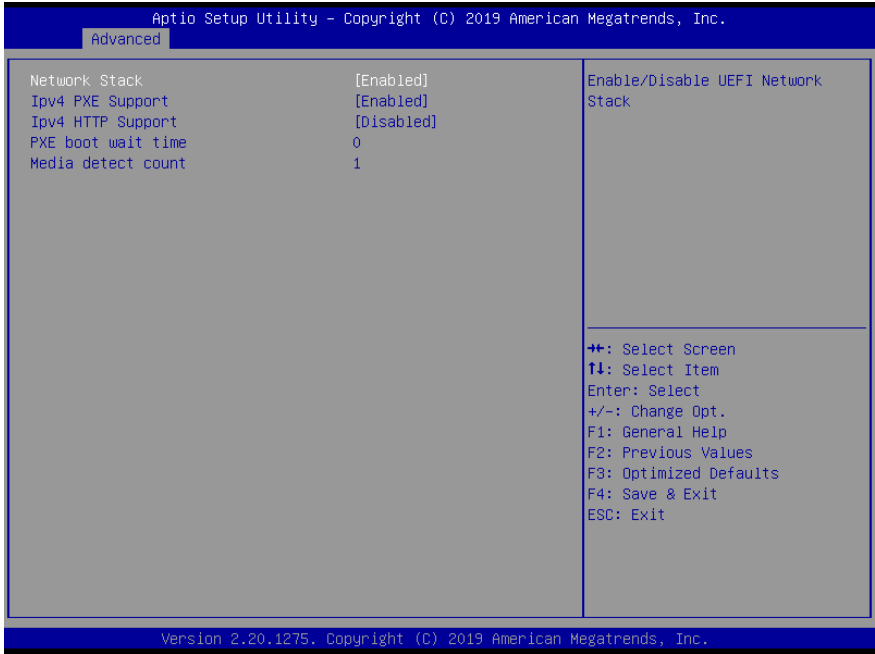 Aptio Setup Utility – Copyright (C) 2019 American Megatrends, Inc.
Advanced
Network Stack [Enabled]
Ipv4 PXE Support [Enabled]
Ipv4 HTTP Support [Disabled]
PXE boot wait time 0
Media detect count 1
Enable/Disable UEFI Network
Stack
→←: Select Screen
↑↓: Select Item
Enter: Select
+/-: Change Opt.
F1: General Help
F2: Previous Values
F3: Optimized Defaults
F4: Save & Exit
ESC: Exit
Version 2.20.1275. Copyright (C) 2019 American Megatrends, Inc.